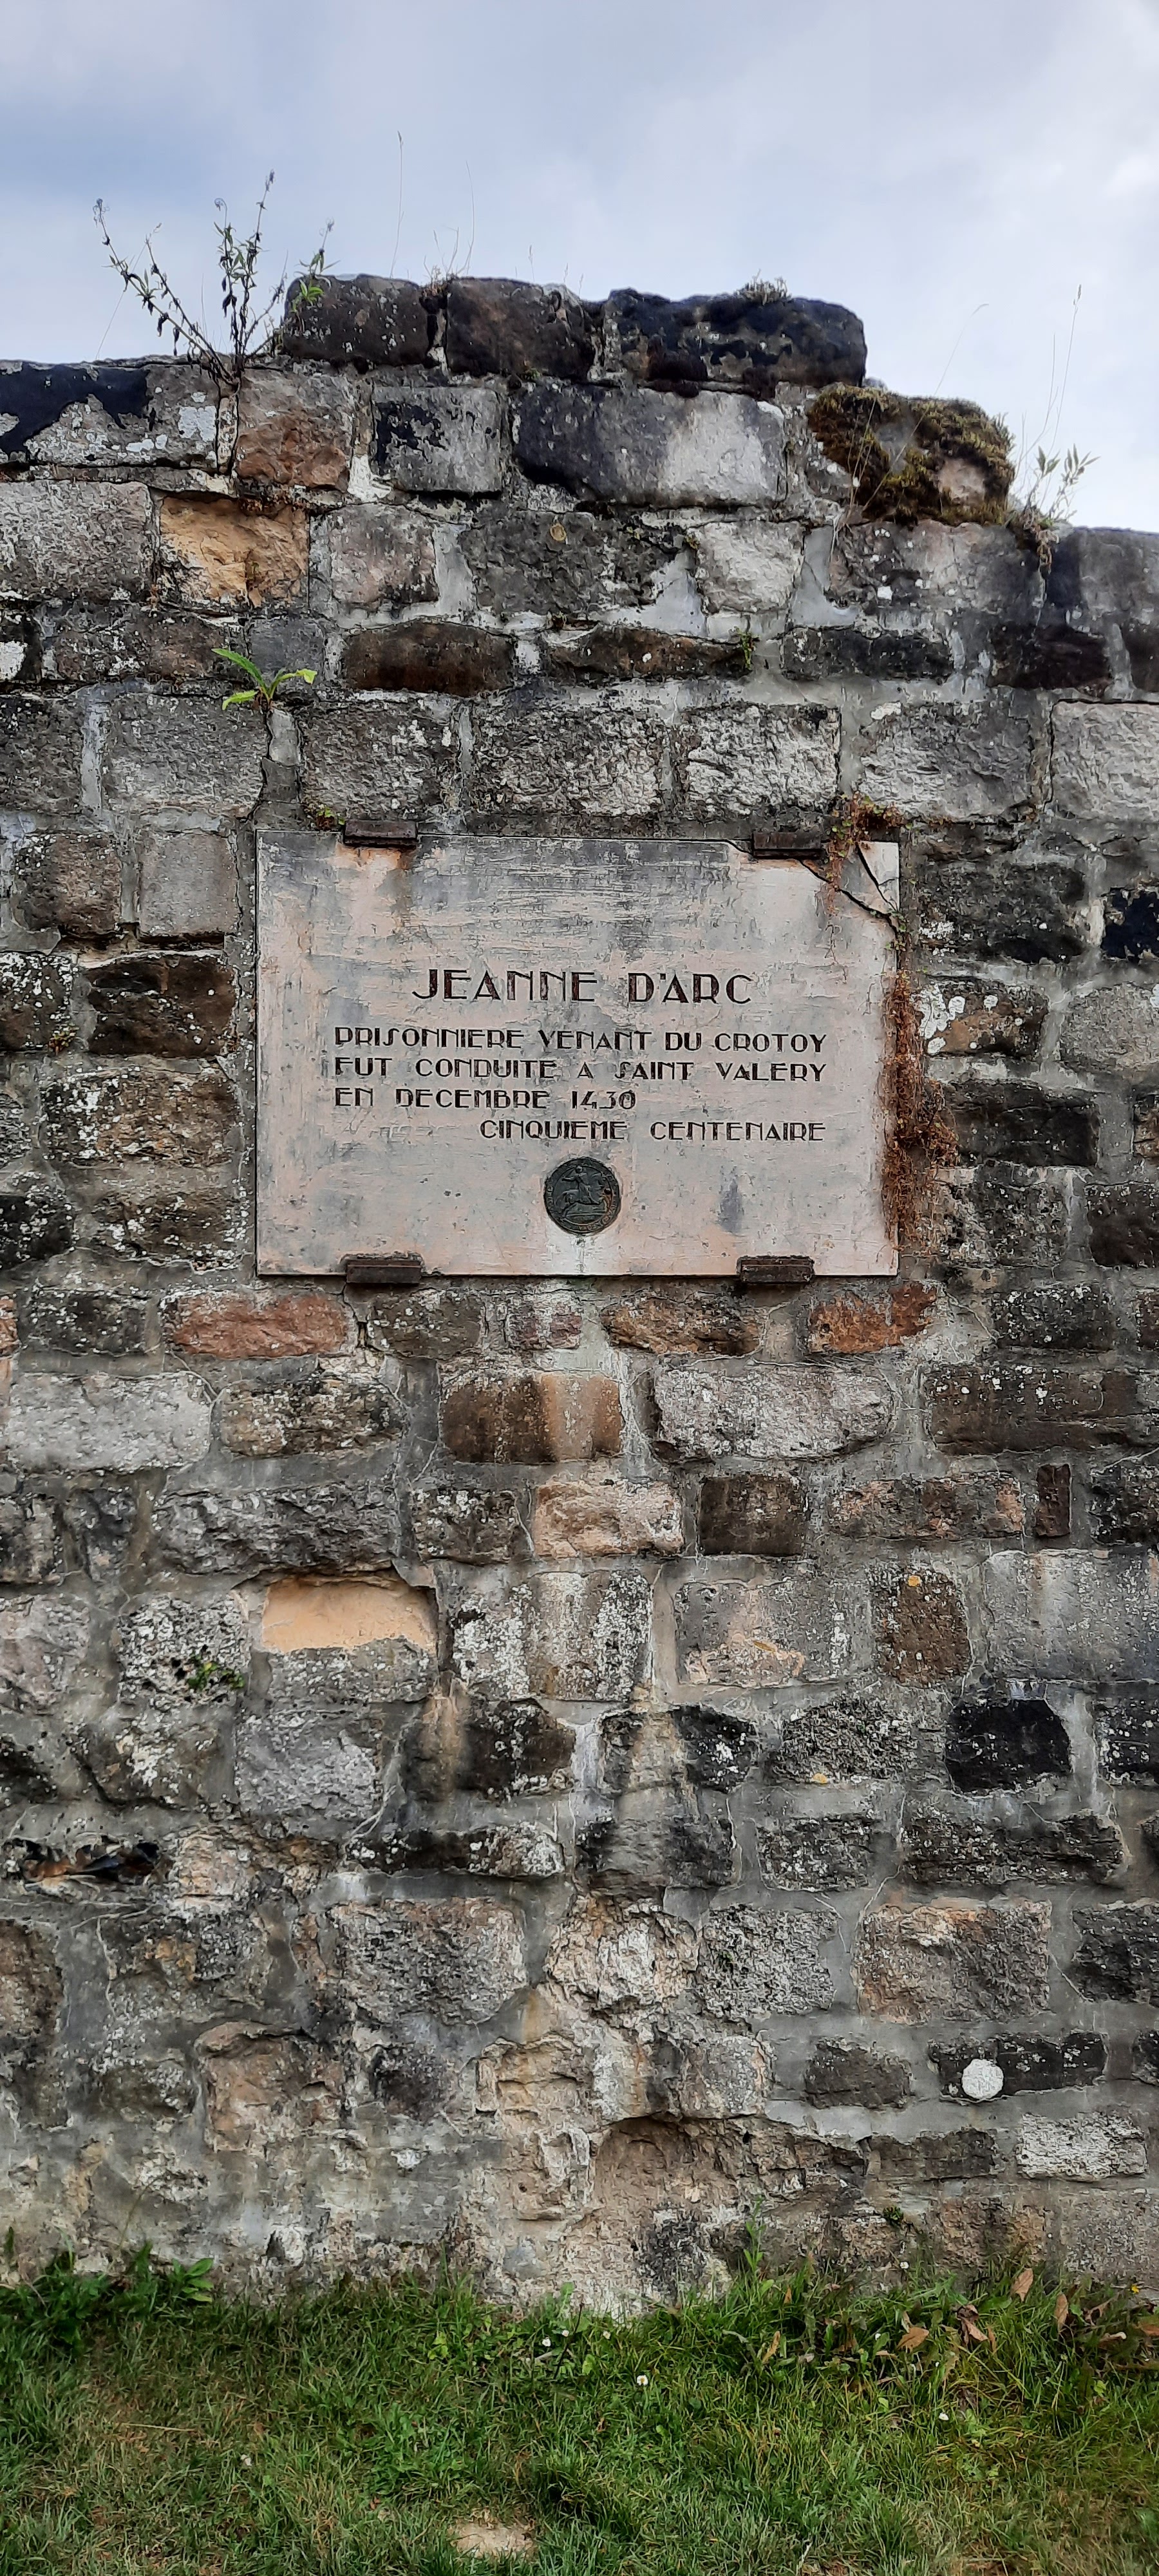 JEANNE D'ARC
PRISONNIERE VENANT DU CROTOY
FUT CONDUITE A SAINT VALERY
EN DECEMBRE 1430
CINQUIEME CENTENAIRE